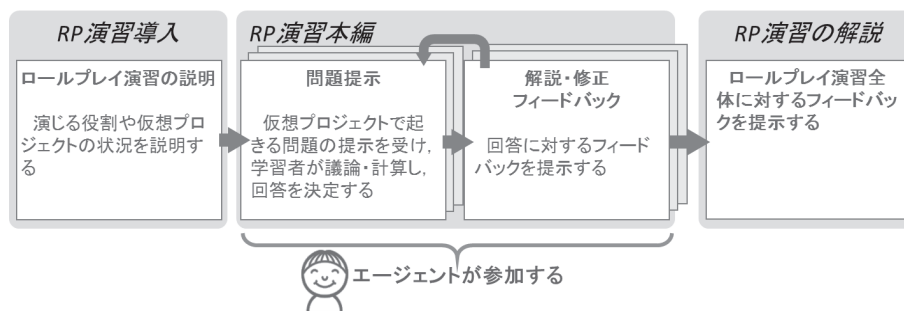 RP演習導入
ロールプレイ演習の説明
演じる役割や仮想プロ
ジェクトの状況を説明す
る
RP演習本編
問題提示
仮想プロジェクトで起
きる問題の提示を受け,
学習者が議論・計算し,
回答を決定する
解説・修正
フィードバック
回答に対するフィード
バックを提示する
RP演習の解説
ロールプレイ演習全
体に対するフィードバッ
クを提示する
エージェントが参加する